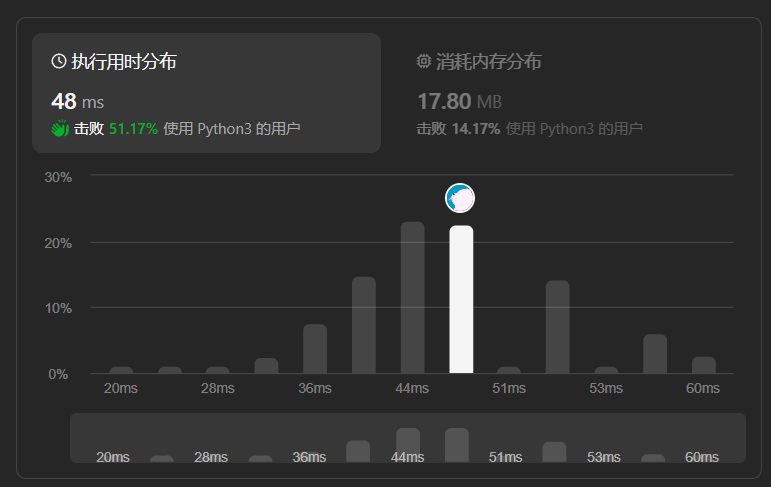 执行用时分布
48 ms
击败 51.17% 使用 Python3 的用户
消耗内存分布
17.80 MB
击败 14.17% 使用 Python3 的用户
30%
20%
10%
0%
20ms 28ms 36ms 44ms 51ms 53ms 60ms
20ms 28ms 36ms 44ms 51ms 53ms 60ms